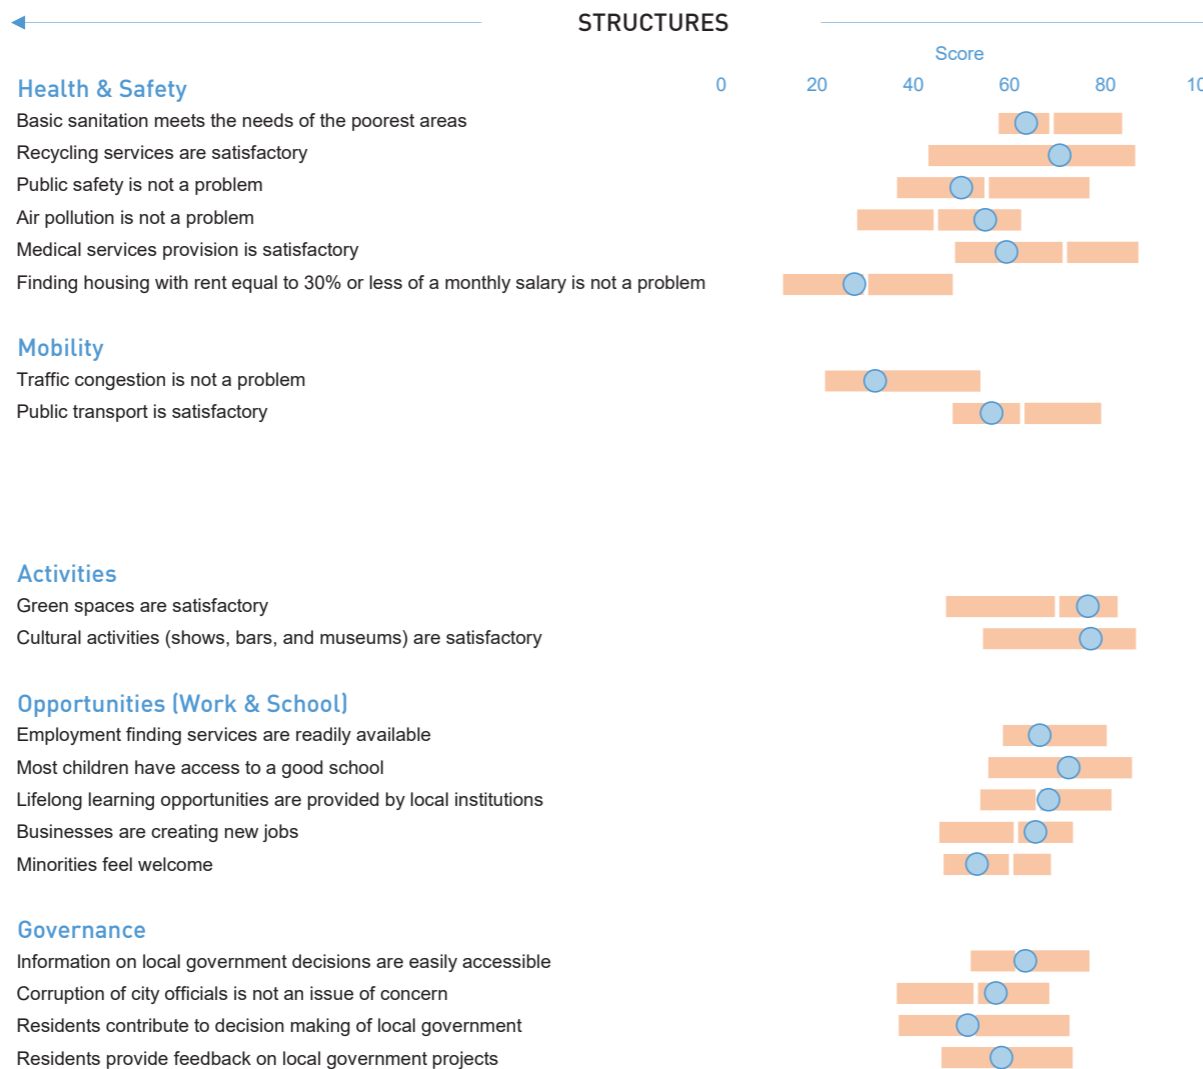 STRUCTURES
Score
Health & Safety
0 20 40 60 80 10
Basic sanitation meets the needs of the poorest areas
Recycling services are satisfactory
Public safety is not a problem
Air pollution is not a problem
Medical services provision is satisfactory
Finding housing with rent equal to 30% or less of a monthly salary is not a problem
Mobility
Traffic congestion is not a problem
Public transport is satisfactory
Activities
Green spaces are satisfactory
Cultural activities (shows, bars, and museums) are satisfactory
Opportunities (Work & School)
Employment finding services are readily available
Most children have access to a good school
Lifelong learning opportunities are provided by local institutions
Businesses are creating new jobs
Minorities feel welcome
Governance
Information on local government decisions are easily accessible
Corruption of city officials is not an issue of concern
Residents contribute to decision making of local government
Residents provide feedback on local government projects